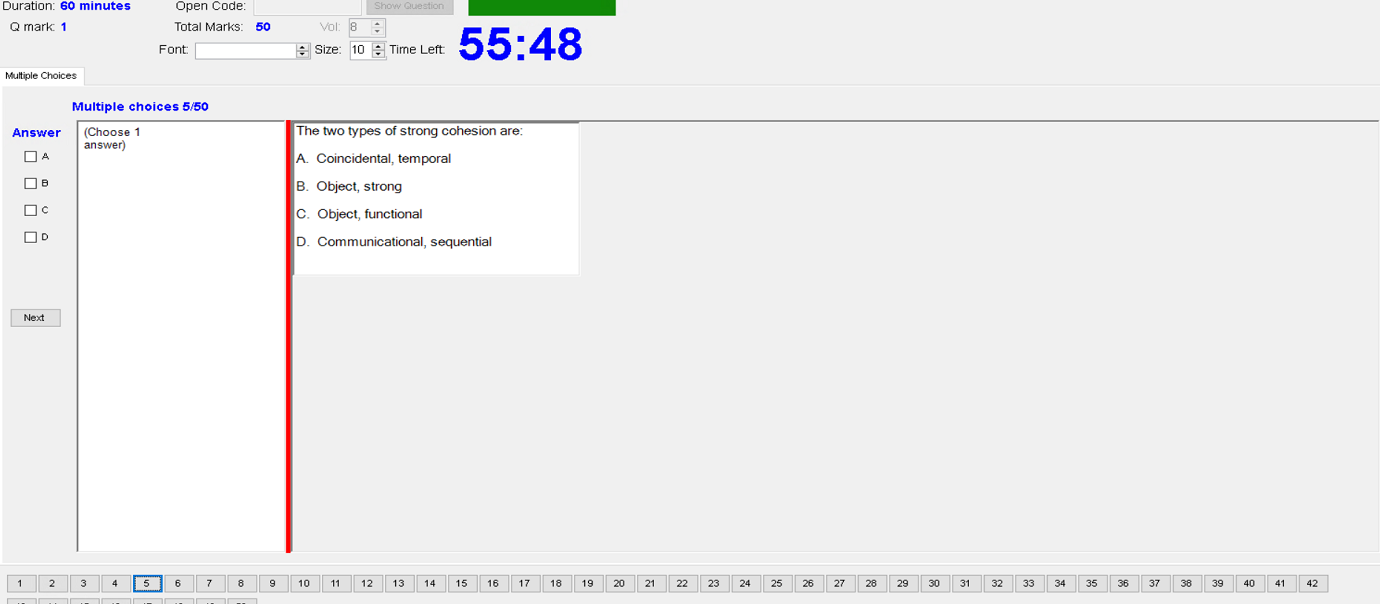 Duration: 60 minutes Open Code: Show Question
Q mark: 1 Total Marks: 50 Vol: 8
Font: Size: 10 Time Left: 55:48
Multiple Choices
Multiple choices 5/50
Answer
(Choose 1
answer)
A
B
C
D
Next
The two types of strong cohesion are:
A. Coincidental, temporal
B. Object, strong
C. Object, functional
D. Communicational, sequential
1 2 3 4 5 6 7 8 9 10 11 12 13 14 15 16 17 18 19 20 21 22 23 24 25 26 27 28 29 30 31 32 33 34 35 36 37 38 39 40 41 42